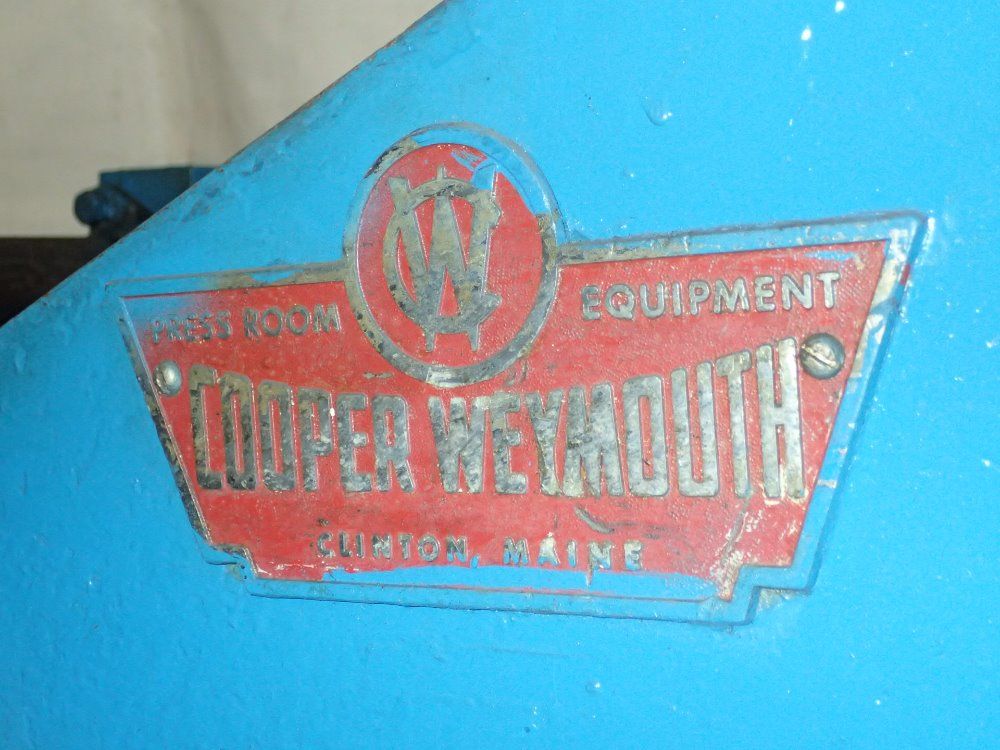 CW
PRESS ROOM EQUIPMENT
COOPER WEYMOUTH
CLINTON, MAINE